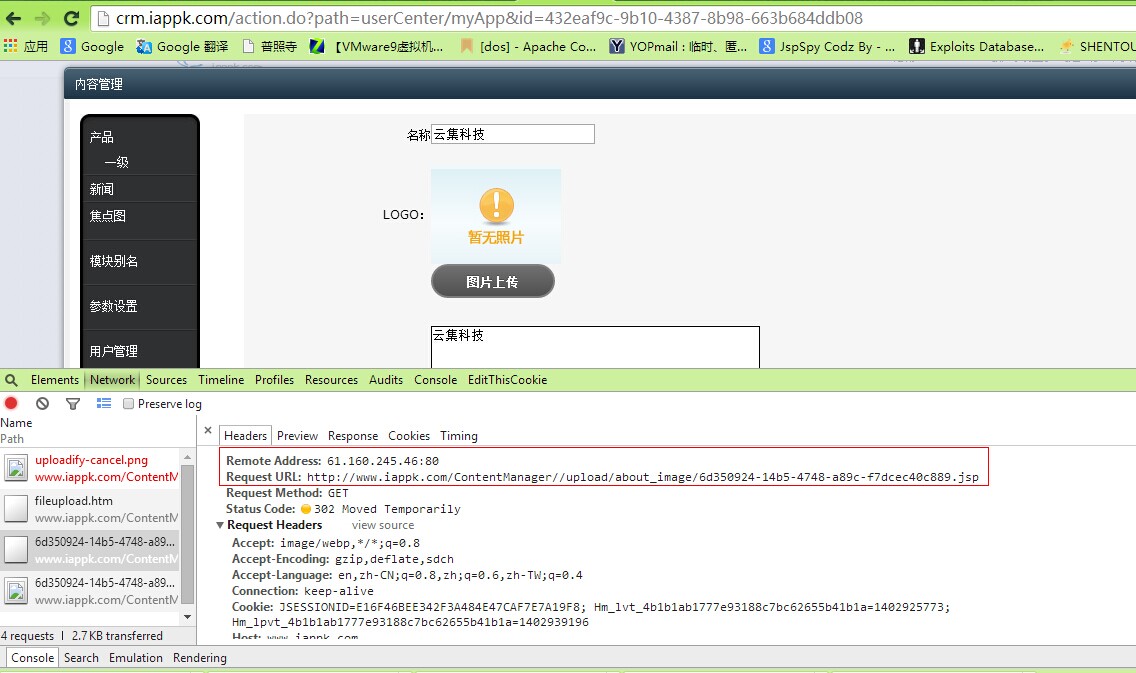 crm.iappk.com/action.do?path=userCenter/myApp&id=432eaf9c-9b10-4387-8b98-663b684ddb08
应用 Google Google 翻译 普照寺 【VMware9虚拟机... [dos] - Apache Co... YOPmail : 临时、匿... JspSpy Codz By - ... Exploits Database... SHENTOU
内容管理
产品
一级
新闻
焦点图
模块别名
参数设置
用户管理
名称 云集科技
LOGO：
暂无照片
图片上传
云集科技
Elements Network Sources Timeline Profiles Resources Audits Console EditThisCookie
Preserve log
Name
Path
uploadify-cancel.png
www.iappk.com/ContentM
fileupload.htm
www.iappk.com/ContentM
6d350924-14b5-4748-a89...
www.iappk.com/ContentM
6d350924-14b5-4748-a89...
www.iappk.com/ContentM
4 requests | 2.7 KB transferred
× Headers Preview Response Cookies Timing
Remote Address: 61.160.245.46:80
Request URL: http://www.iappk.com/ContentManager//upload/about_image/6d350924-14b5-4748-a89c-f7dcec40c889.jsp
Request Method: GET
Status Code: 302 Moved Temporarily
Request Headers view source
Accept: image/webp,*/*;q=0.8
Accept-Encoding: gzip,deflate,sdch
Accept-Language: en,zh-CN;q=0.8,zh;q=0.6,zh-TW;q=0.4
Connection: keep-alive
Cookie: JSESSIONID=E16F46BEE342F3A484E47CAF7E7A19F8; Hm_lvt_4b1b1ab1777e93188c7bc62655b41b1a=1402925773;
Hm_lpvt_4b1b1ab1777e93188c7bc62655b41b1a=1402939196
Host: www.iappk.com
Console Search Emulation Rendering